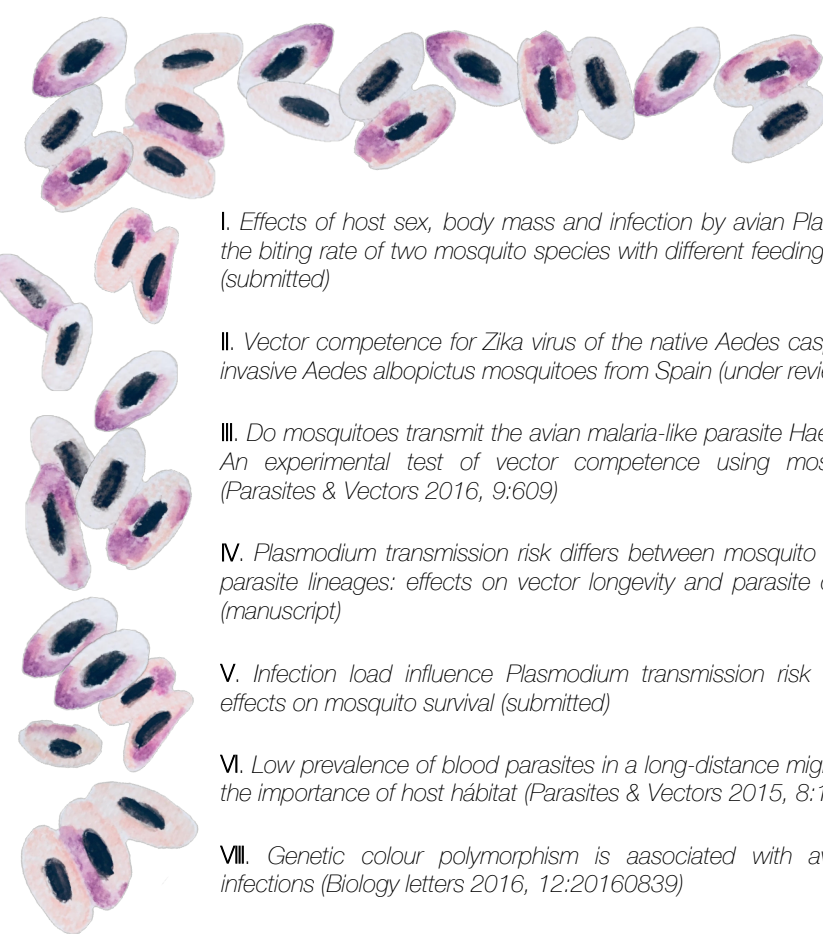 I. Effects of host sex, body mass and infection by avian Pla
the biting rate of two mosquito species with different feeding
(submitted)
II. Vector competence for Zika virus of the native Aedes cas
invasive Aedes albopictus mosquitoes from Spain (under revi
III. Do mosquitoes transmit the avian malaria-like parasite Hae
An experimental test of vector competence using mos
(Parasites & Vectors 2016, 9:609)
IV. Plasmodium transmission risk differs between mosquito
parasite lineages: effects on vector longevity and parasite
(manuscript)
V. Infection load influence Plasmodium transmission risk
effects on mosquito survival (submitted)
VI. Low prevalence of blood parasites in a long-distance mig
the importance of host hábitat (Parasites & Vectors 2015, 8:1
VIII. Genetic colour polymorphism is aasociated with av
infections (Biology letters 2016, 12:20160839)